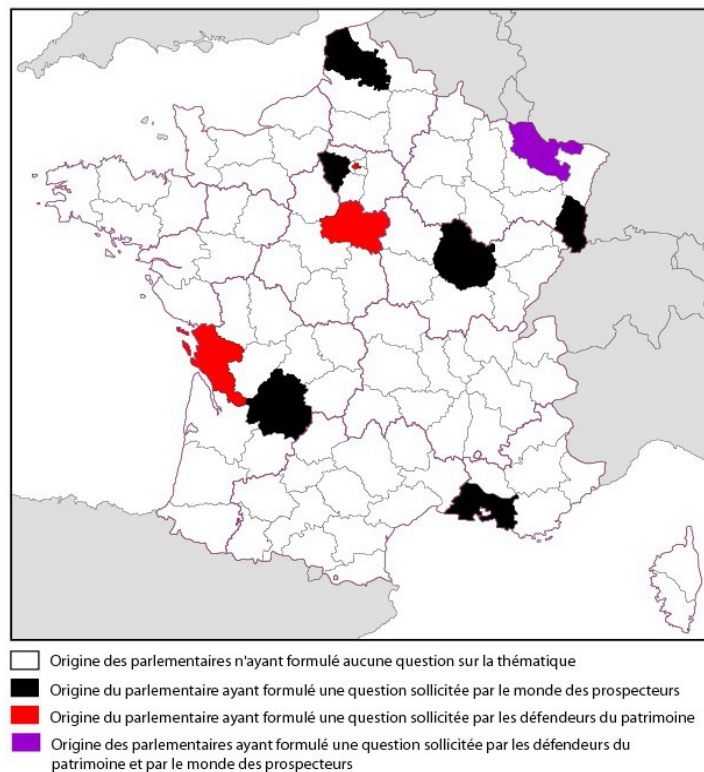 Origine des parlementaires n'ayant formulé aucune question sur la thématique
Origine du parlementaire ayant formulé une question sollicitée par le monde des prospecteurs
Origine du parlementaire ayant formulé une question sollicitée par les défendeurs du patrimoine
Origine des parlementaires ayant formulé une question sollicitée par les défendeurs du
patrimoine et par le monde des prospecteurs